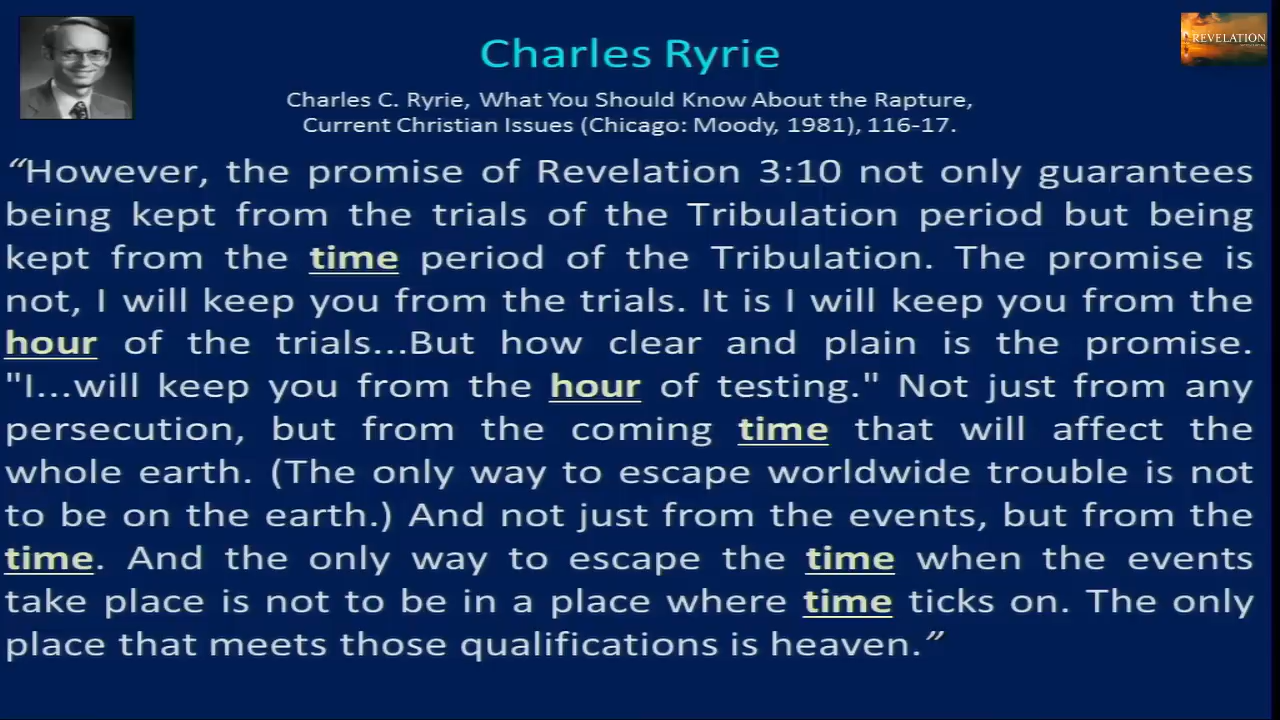 Charles Ryrie
REVELATION
Charles C. Ryrie, What You Should Know About the Rapture,
Current Christian Issues (Chicago: Moody, 1981), 116-17.
“However, the promise of Revelation 3:10 not only guarantees
being kept from the trials of the Tribulation period but being
kept from the time period of the Tribulation. The promise is
not, I will keep you from the trials. It is I will keep you from the
hour of the trials...But how clear and plain is the promise.
"I...will keep you from the hour of testing." Not just from any
persecution, but from the coming time that will affect the
whole earth. (The only way to escape worldwide trouble is not
to be on the earth.) And not just from the events, but from the
time. And the only way to escape the time when the events
take place is not to be in a place where time ticks on. The only
place that meets those qualifications is heaven.”